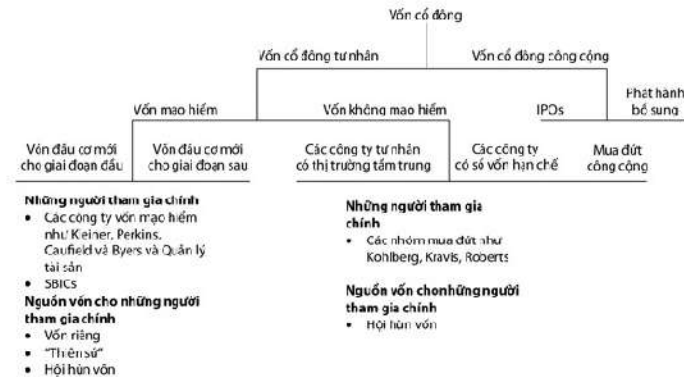 Vốn cổ đông
Vốn cổ đông tư nhân
Vốn cổ đông công cộng
Vốn mao hiểm
Vốn không mao hiểm
IPOs
Phát hành
bổ sung
Vốn đầu cơ mới
cho giai đoạn đầu
Vốn đầu cơ mới
cho giai đoạn sau
Các công ty tư nhân
có thị trường tầm trung
Các công ty
có số vốn hạn chế
Mua đứt
công cộng
Những người tham gia chính
• Các công ty vốn mạo hiểm
như Kleiner, Perkins,
Caufield và Byers và Quản lý
tài sản
• SBICs
Nguồn vốn cho những người
tham gia chính
• Vốn riêng
• "Thiên sứ"
• Hội hùn vốn
Những người tham gia
chính
• Các nhóm mua đứt như
Kohlberg, Kravis, Roberts
Nguồn vốn chonhững người
tham gia chính
• Hội hùn vốn